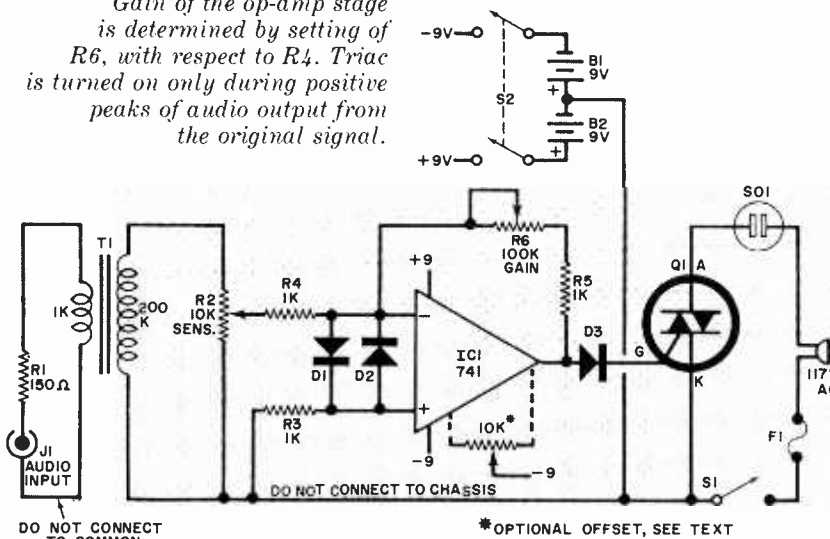 Gain of the op-amp stage
is determined by setting of
R6, with respect to R4. Triac
is turned on only during positive
peaks of audio output from
the original signal.
-9V
B1
9V
+
S2
B2
9V
+
+9V
SO1
T1
1K
200
K
R1
150Ω
J1
AUDIO
INPUT
DO NOT CONNECT
TO COMMON
R2
10K
SENS.
R4
1K
D1
D2
R3
1K
+9
-
IC1
741
+
-9
R6
100K
GAIN
R5
1K
D3
10K*
-9
DO NOT CONNECT TO CHASSIS
Q1
A
G
K
117
F1
S1
*OPTIONAL OFFSET, SEE TEXT